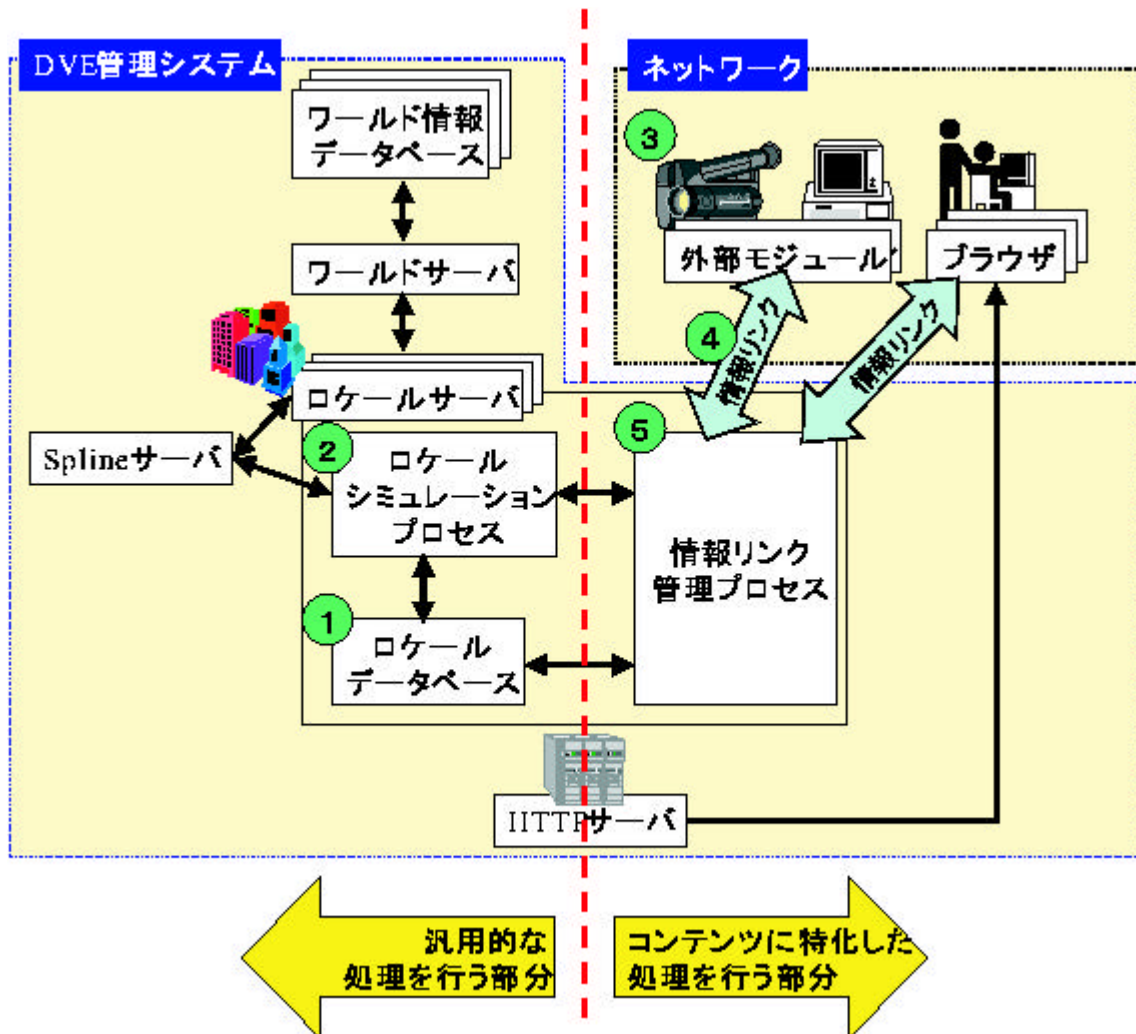 DVE管理システム
ネットワーク
ワールド情報
データベース
3
外部モジュール
ブラウザ
ワールドサーバ
4
情報リンク
情報リンク
ロケールサーバ
Splineサーバ
2
ロケール
シミュレーション
プロセス
5
情報リンク
管理プロセス
1
ロケール
データベース
HTTPサーバ
汎用的な
処理を行う部分
コンテンツに特化した
処理を行う部分